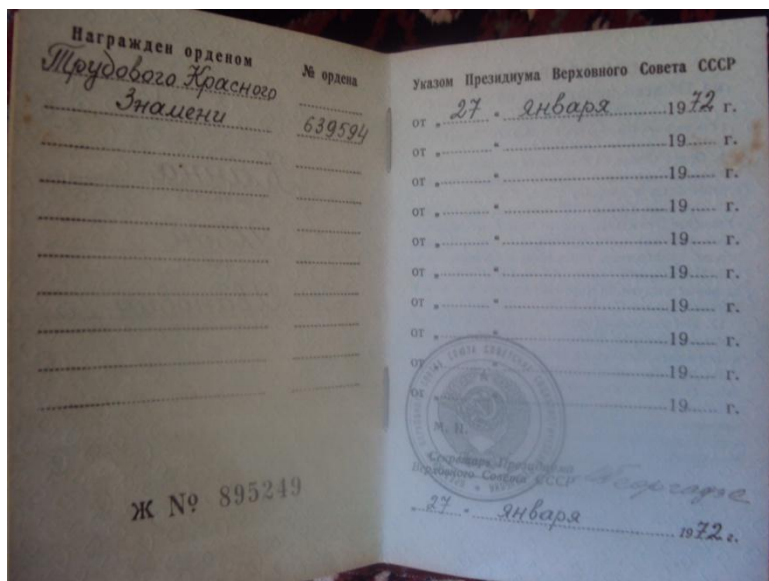 Награжден орденом
№ ордена
Трудового Красного
Знамени
639594
Ж № 895249
Указом Президиума Верховного Совета СССР
от „ 27 “ января 1972 г.
от „ “ 19 г.
от „ “ 19 г.
от „ “ 19 г.
от „ “ 19 г.
от „ “ 19 г.
от „ “ 19 г.
от „ “ 19 г.
от „ “ 19 г.
от „ “ 19 г.
М. П.
Секретарь Президиума
Верховного Совета СССР
Георгадзе
„ 27 “ января 1972 г.